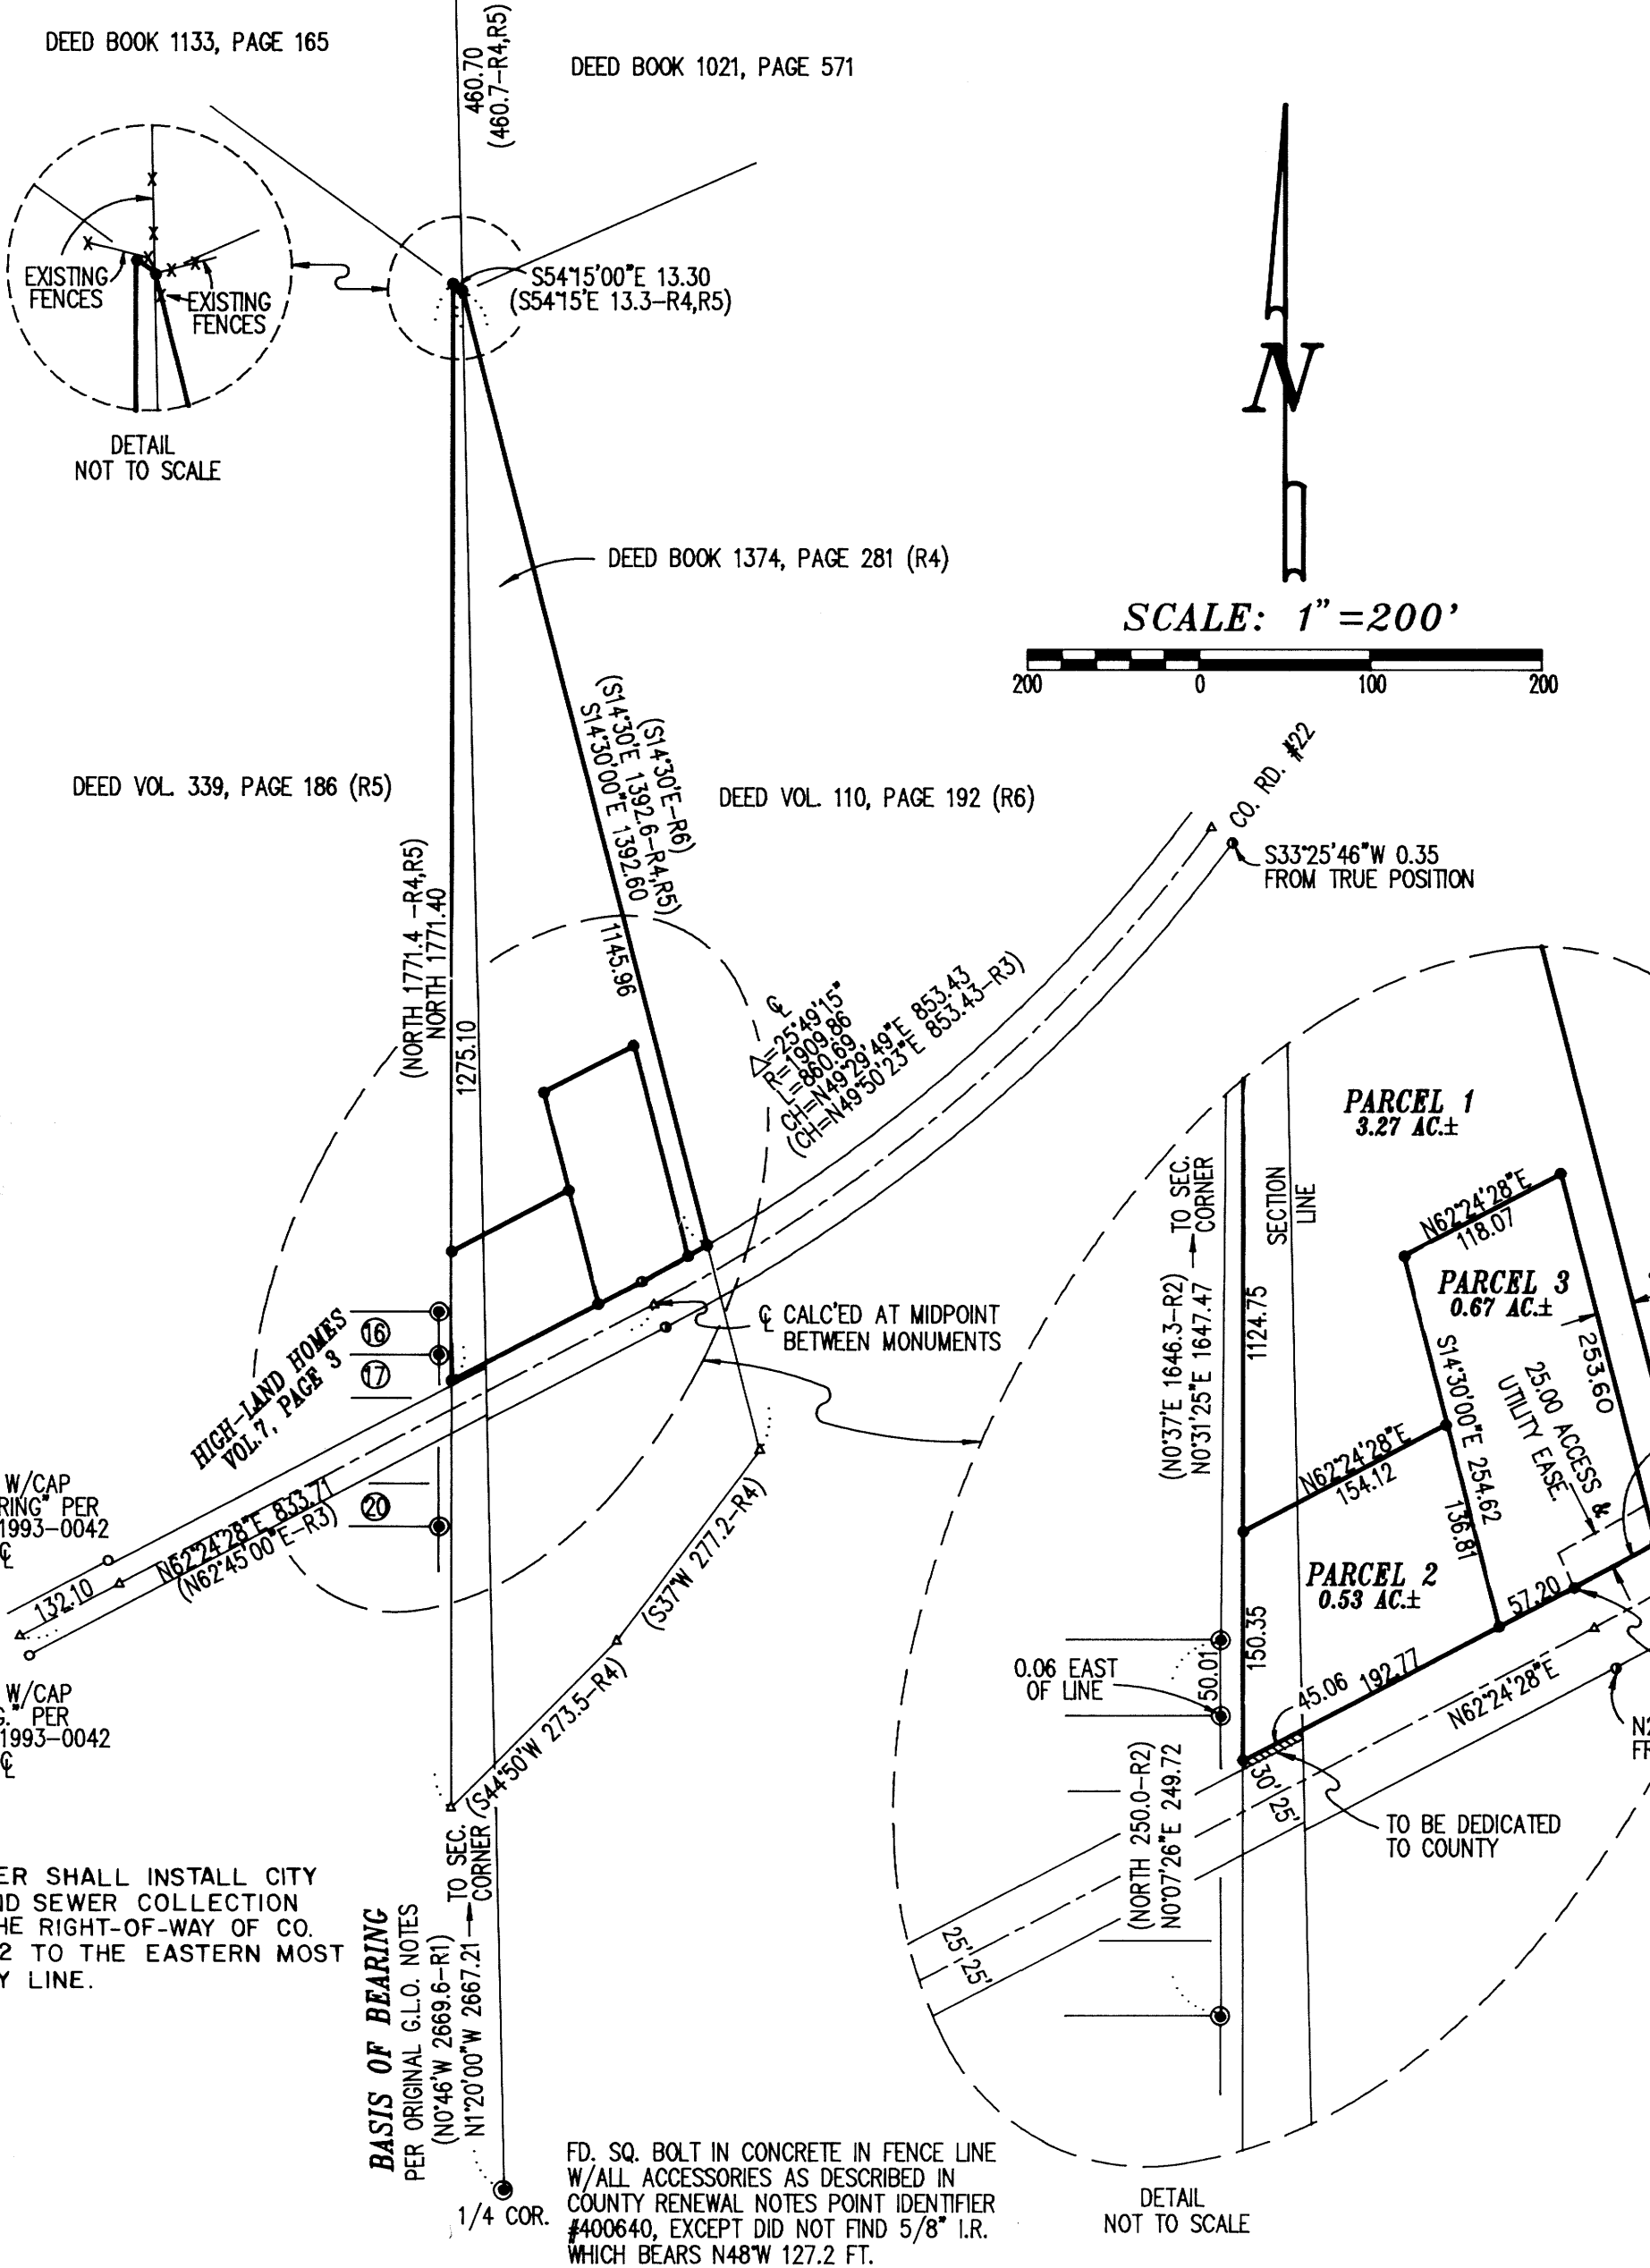 DEED BOOK 1133, PAGE 165
460.70
(460.7-R4,R5)
DEED BOOK 1021, PAGE 571
EXISTING
FENCES
EXISTING
FENCES
DETAIL
NOT TO SCALE
S54°15'00"E 13.30
(S54°15'E 13.3-R4,R5)
N
SCALE: 1"=200'
200
0
100
200
DEED BOOK 1374, PAGE 281 (R4)
DEED VOL. 339, PAGE 186 (R5)
DEED VOL. 110, PAGE 192 (R6)
(S14°30'E-R6)
(S14°30'E 1392.6-R4,R5)
S14°30'00"E 1392.60
1145.96
(NORTH 1771.4 -R4,R5)
NORTH 1771.40
1275.10
CO. RD. #22
S33°25'46"W 0.35
FROM TRUE POSITION
℄
△=25°49'15"
R=1909.86
L=860.69
CH=N49°29'49"E 853.43
(CH=N49°50'23"E 853.43-R3)
℄ CALC'ED AT MIDPOINT
BETWEEN MONUMENTS
HIGH-LAND HOMES
VOL.7, PAGE 3
16
17
20
W/CAP
RING" PER
1993-0042
℄
132.10
N62°24'28"E 833.71
(N62°45'00"E-R3)
W/CAP
G." PER
1993-0042
℄
(S37°W 277.2-R4)
(S44°50'W 273.5-R4)
TO SEC.
CORNER
ER SHALL INSTALL CITY
ND SEWER COLLECTION
HE RIGHT-OF-WAY OF CO.
2 TO THE EASTERN MOST
Y LINE.
BASIS OF BEARING
PER ORIGINAL G.L.O. NOTES
(N0°46'W 2669.6-R1)
N1°20'00"W 2667.21
1/4 COR.
FD. SQ. BOLT IN CONCRETE IN FENCE LINE
W/ALL ACCESSORIES AS DESCRIBED IN
COUNTY RENEWAL NOTES POINT IDENTIFIER
#400640, EXCEPT DID NOT FIND 5/8" I.R.
WHICH BEARS N48°W 127.2 FT.
PARCEL 1
3.27 AC.±
TO SEC.
CORNER
SECTION
LINE
(N0°37'E 1646.3-R2)
N0°31'25"E 1647.47
1124.75
N62°24'28"E
118.07
PARCEL 3
0.67 AC.±
253.60
S14°30'00"E 254.62
25.00 ACCESS &
UTILITY EASE.
N62°24'28"E
154.12
136.81
PARCEL 2
0.53 AC.±
57.20
150.35
0.06 EAST
OF LINE
50.01
45.06
192.77
N62°24'28"E
N2
FR
30'
25'
TO BE DEDICATED
TO COUNTY
(NORTH 250.0-R2)
N0°07'26"E 249.72
25'
25'
DETAIL
NOT TO SCALE